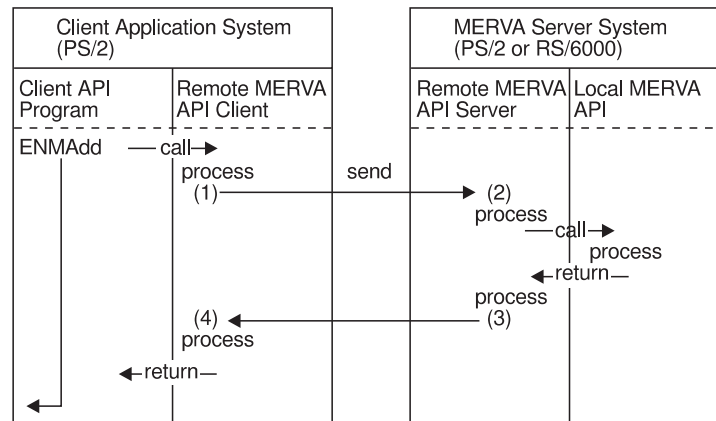 Client Application System
(PS/2)
MERVA Server System
(PS/2 or RS/6000)
Client API
Program
Remote MERVA
API Client
Remote MERVA
API Server
Local MERVA
API
ENMAdd
call
process
(1)
send
(2)
process
call
process
return
process
(4)
(3)
process
return